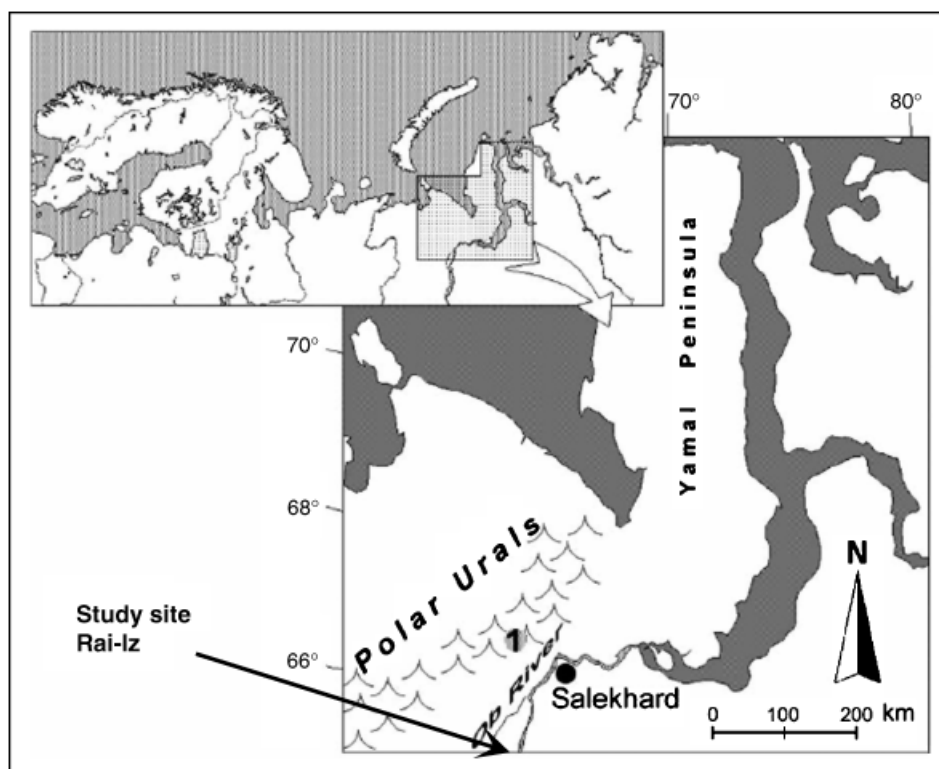 70°
80°
70°
Yamal Peninsula
68°
Polar Urals
N
Study site
Rai-Iz
1
66°
River
Salekhard
0 100 200 km